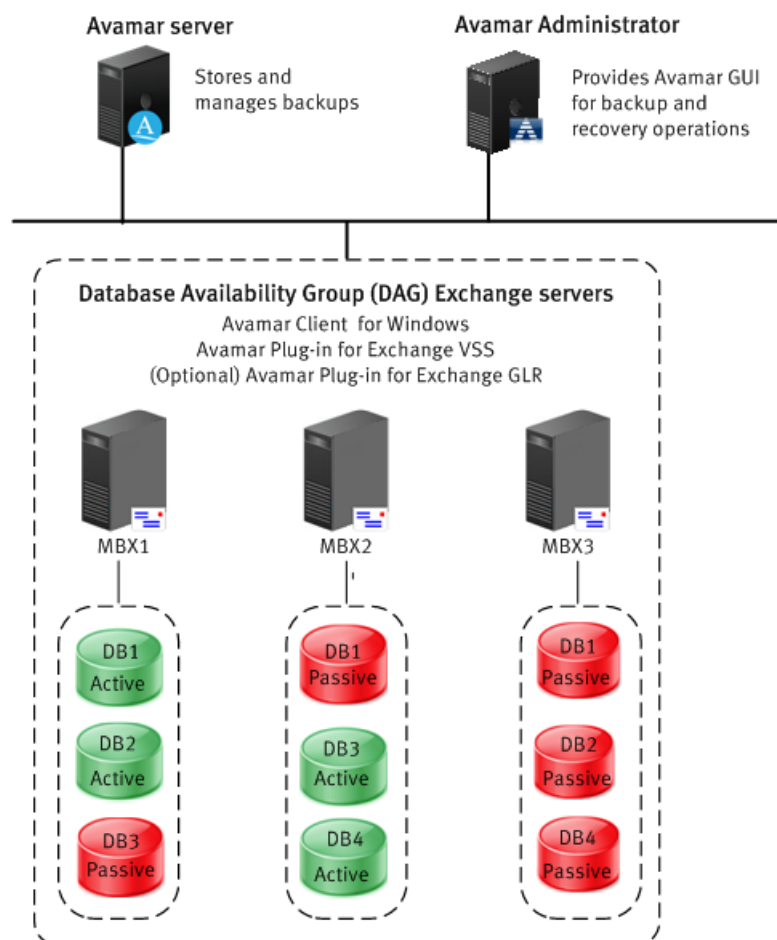 Avamar server
Stores and
manages backups
Avamar Administrator
Provides Avamar GUI
for backup and
recovery operations
A
Database Availability Group (DAG) Exchange servers
Avamar Client for Windows
Avamar Plug-in for Exchange VSS
(Optional) Avamar Plug-in for Exchange GLR
MBX1
MBX2
MBX3
DB1
Active
DB2
Active
DB3
Passive
DB1
Passive
DB3
Active
DB4
Active
DB1
Passive
DB2
Passive
DB4
Passive